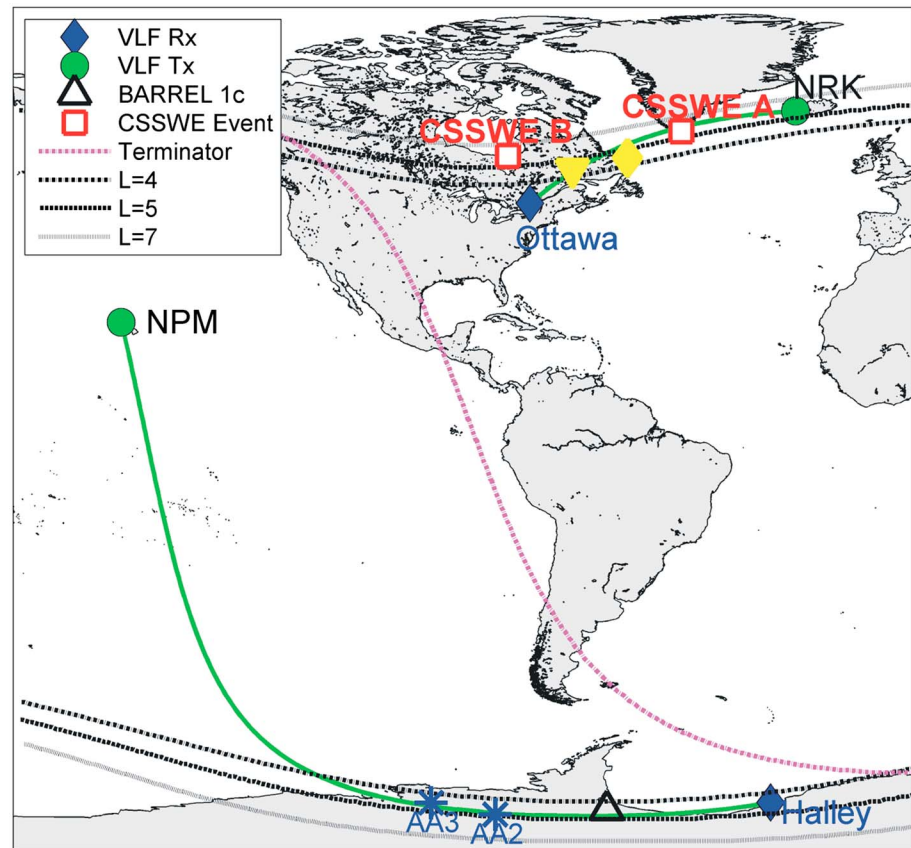 VLF Rx
VLF Tx
BARREL 1c
CSSWE Event
Terminator
L=4
L=5
L=7
NRK
CSSWE A
CSSWE B
Ottawa
NPM
AA3
AA2
Halley